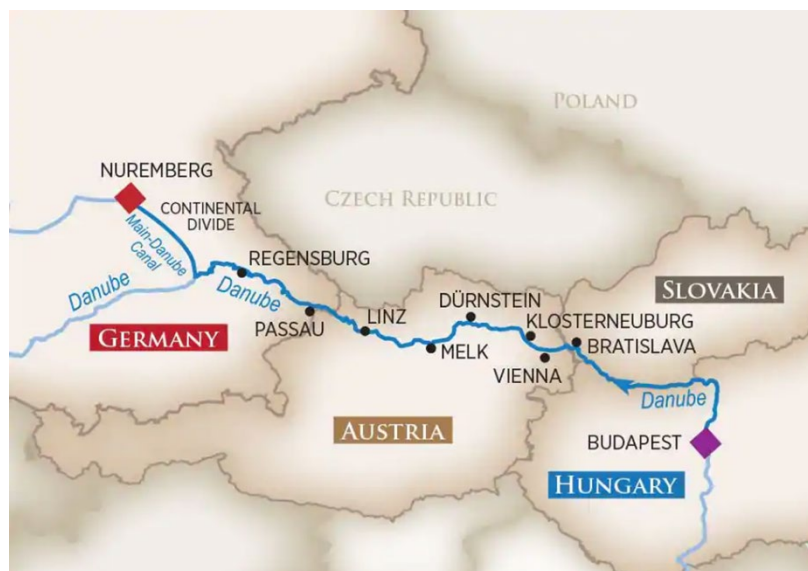 POLAND
NUREMBERG
CZECH REPUBLIC
CONTINENTAL
DIVIDE
Main-Danube
Canal
REGENSBURG
Danube
Danube
SLOVAKIA
DÜRNSTEIN
LINZ
KLOSTERNEUBURG
PASSAU
GERMANY
BRATISLAVA
MELK
VIENNA
Danube
AUSTRIA
BUDAPEST
HUNGARY